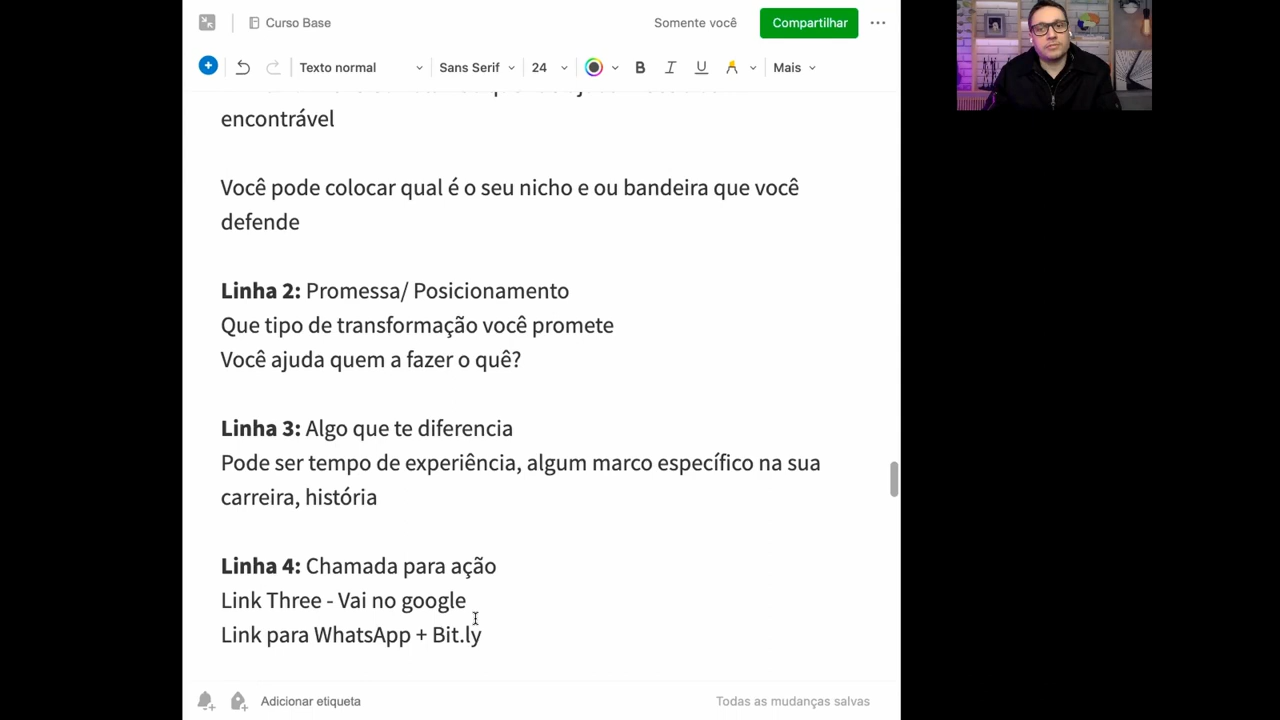 Curso Base
Somente você
Compartilhar
Texto normal
Sans Serif
24
B
I
U
A
Mais
encontrável
Você pode colocar qual é o seu nicho e ou bandeira que você
defende
Linha 2: Promessa/ Posicionamento
Que tipo de transformação você promete
Você ajuda quem a fazer o quê?
Linha 3: Algo que te diferencia
Pode ser tempo de experiência, algum marco específico na sua
carreira, história
Linha 4: Chamada para ação
Link Three - Vai no google
Link para WhatsApp + Bit.ly
Adicionar etiqueta
Todas as mudanças salvas